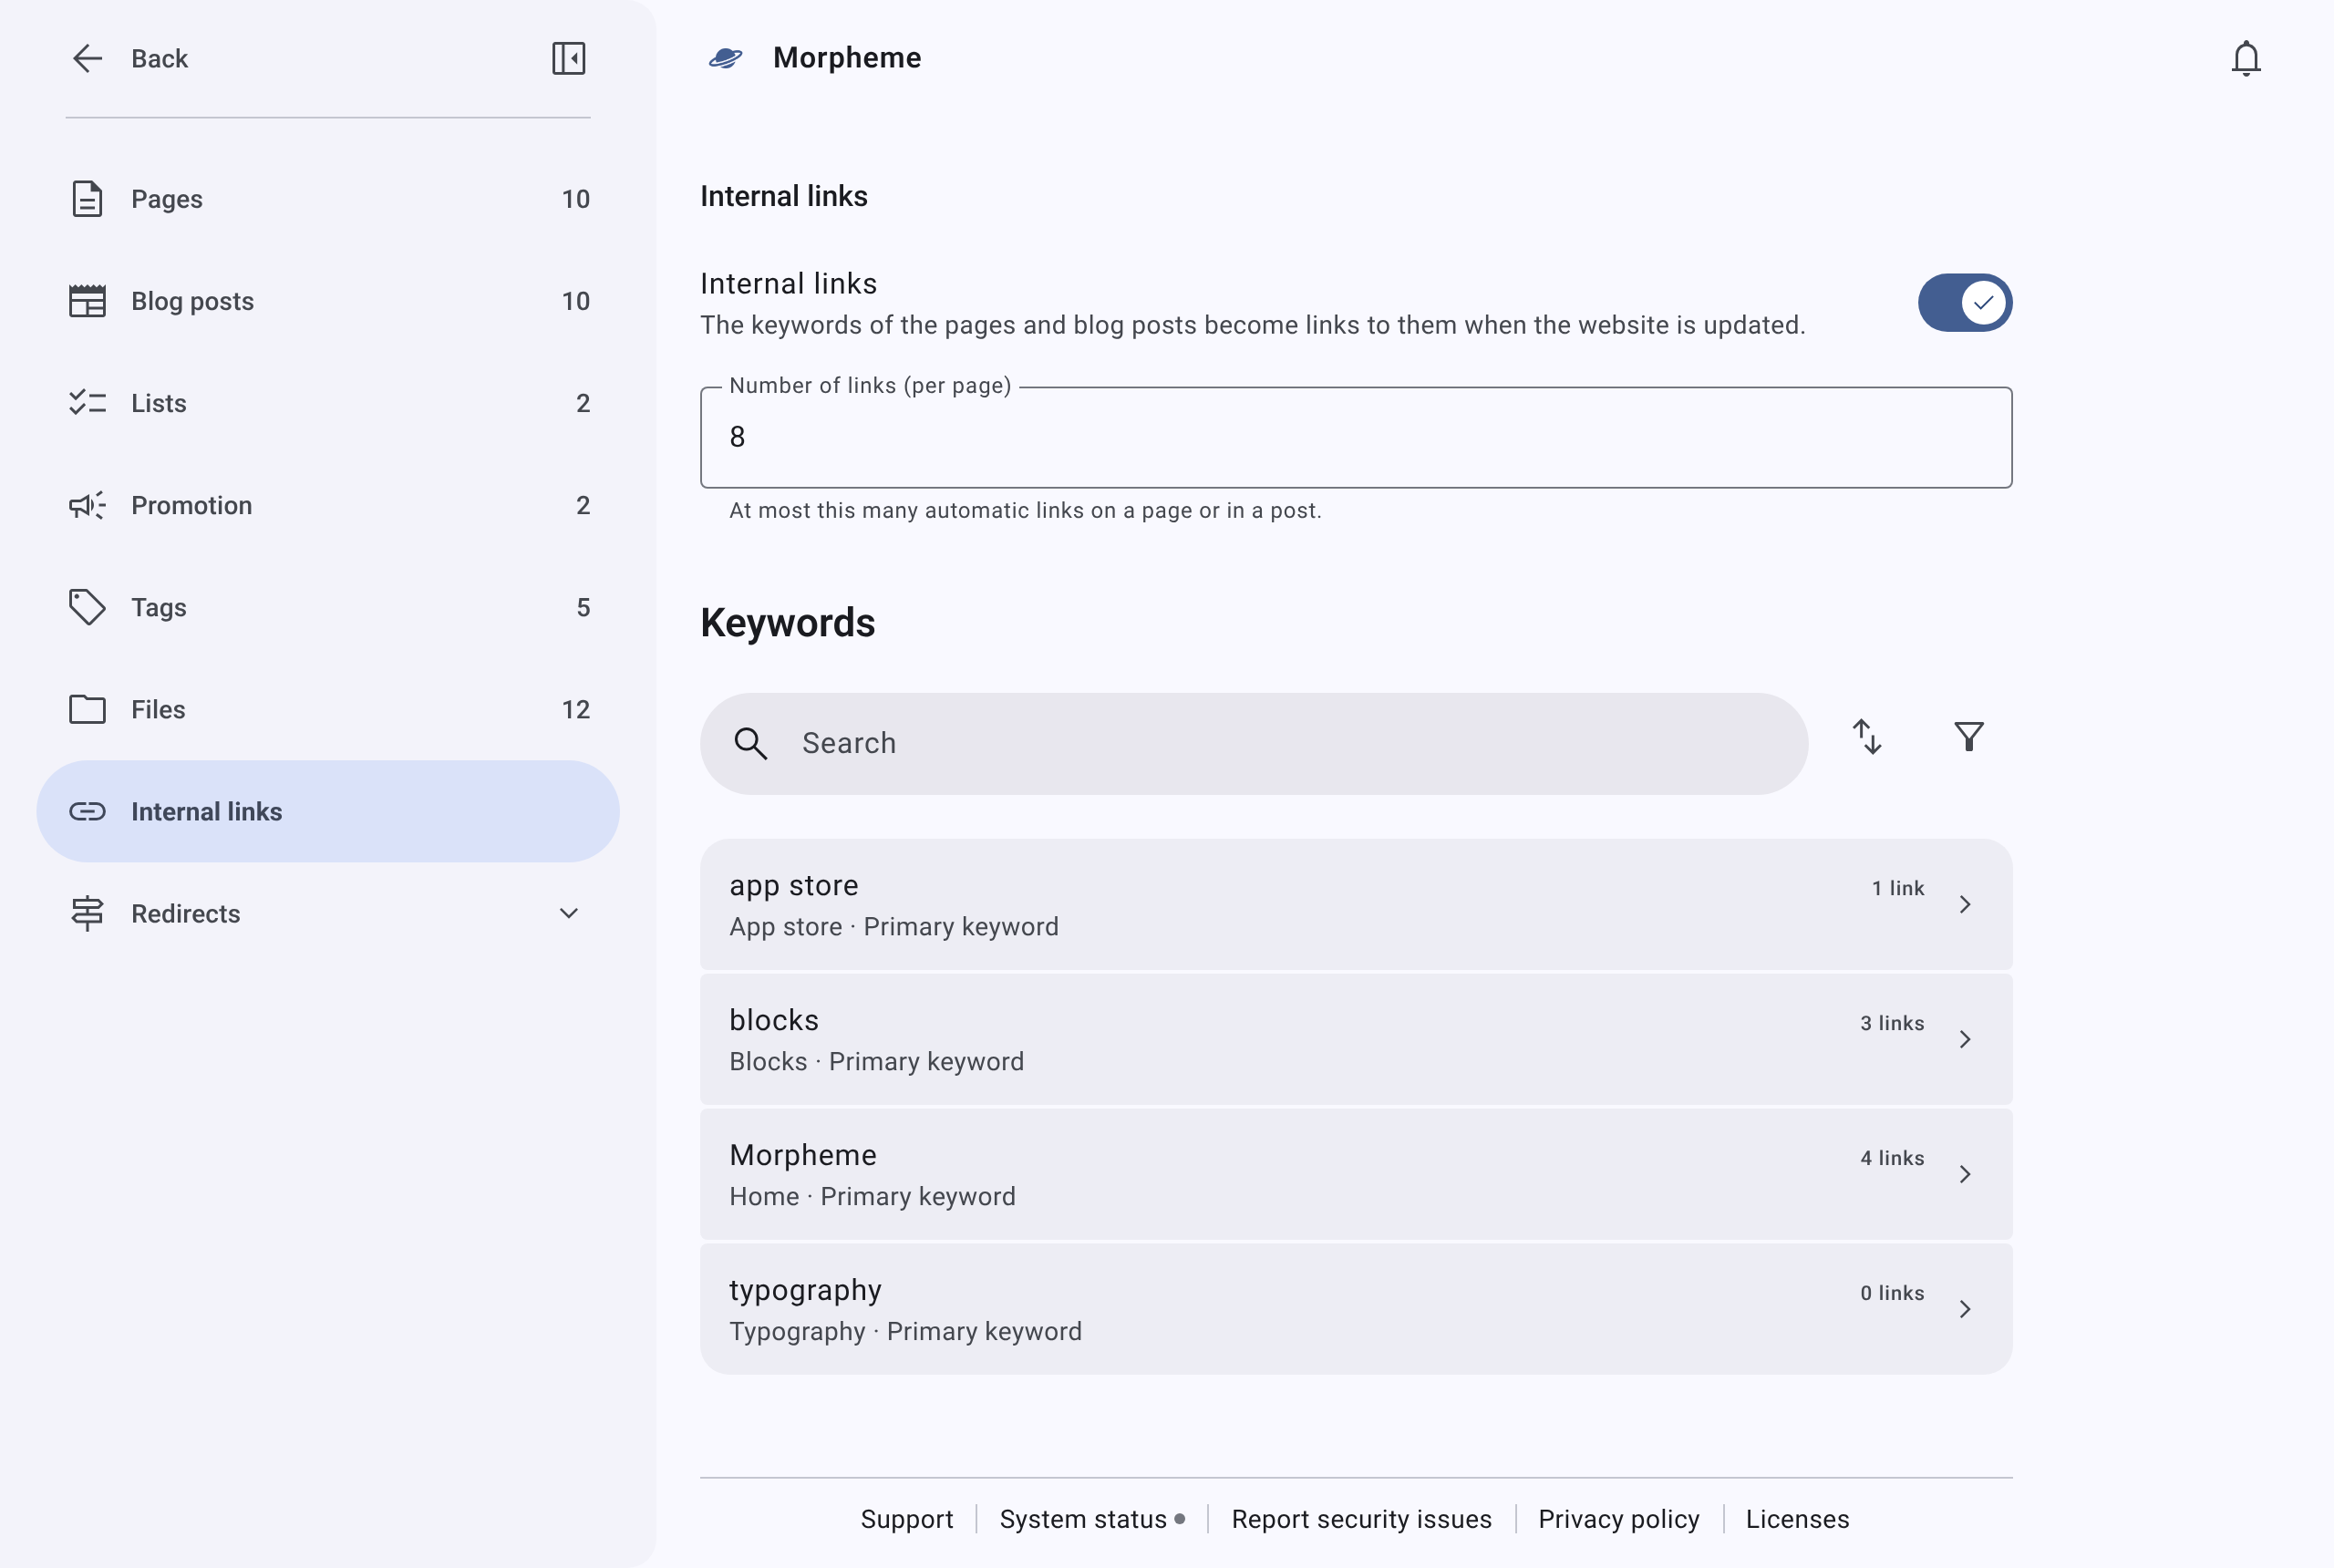 Back
Morpheme
Pages 10
Blog posts 10
Lists 2
Promotion 2
Tags 5
Files 12
Internal links
Redirects
Internal links
Internal links
The keywords of the pages and blog posts become links to them when the website is updated.
Number of links (per page)
8
At most this many automatic links on a page or in a post.
Keywords
Search
app store
1 link
App store · Primary keyword
blocks
3 links
Blocks · Primary keyword
Morpheme
4 links
Home · Primary keyword
typography
0 links
Typography · Primary keyword
Support
System status
Report security issues
Privacy policy
Licenses